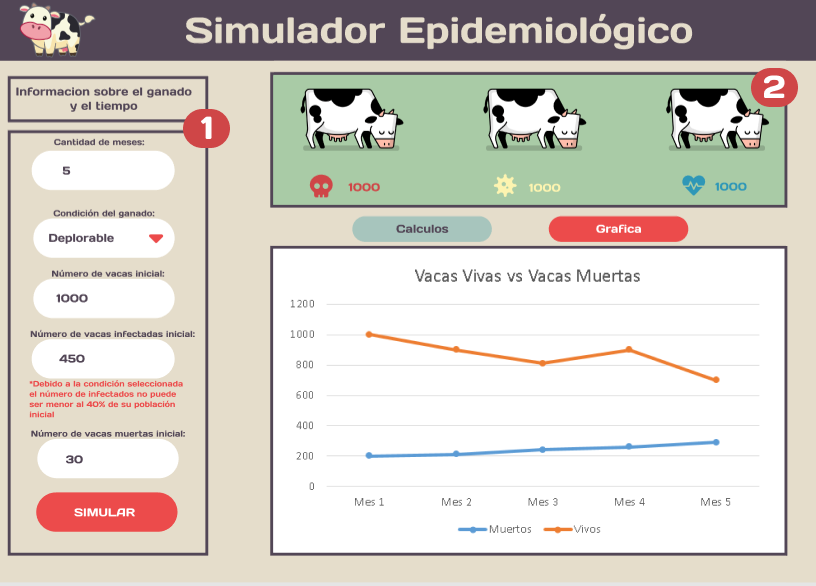 Simulador Epidemiológico
Informacion sobre el ganado
y el tiempo
1
Cantidad de meses:
5
Condición del ganado:
Deplorable
Número de vacas inicial:
1000
Número de vacas infectadas inicial:
450
*Debido a la condición seleccionada
el número de infectados no puede
ser menor al 40% de su población
inicial
Número de vacas muertas inicial:
30
SIMULAR
2
1000
1000
1000
Calculos
Grafica
Vacas Vivas vs Vacas Muertas
1200
1000
800
600
400
200
0
Mes 1 Mes 2 Mes 3 Mes 4 Mes 5
Muertos Vivos